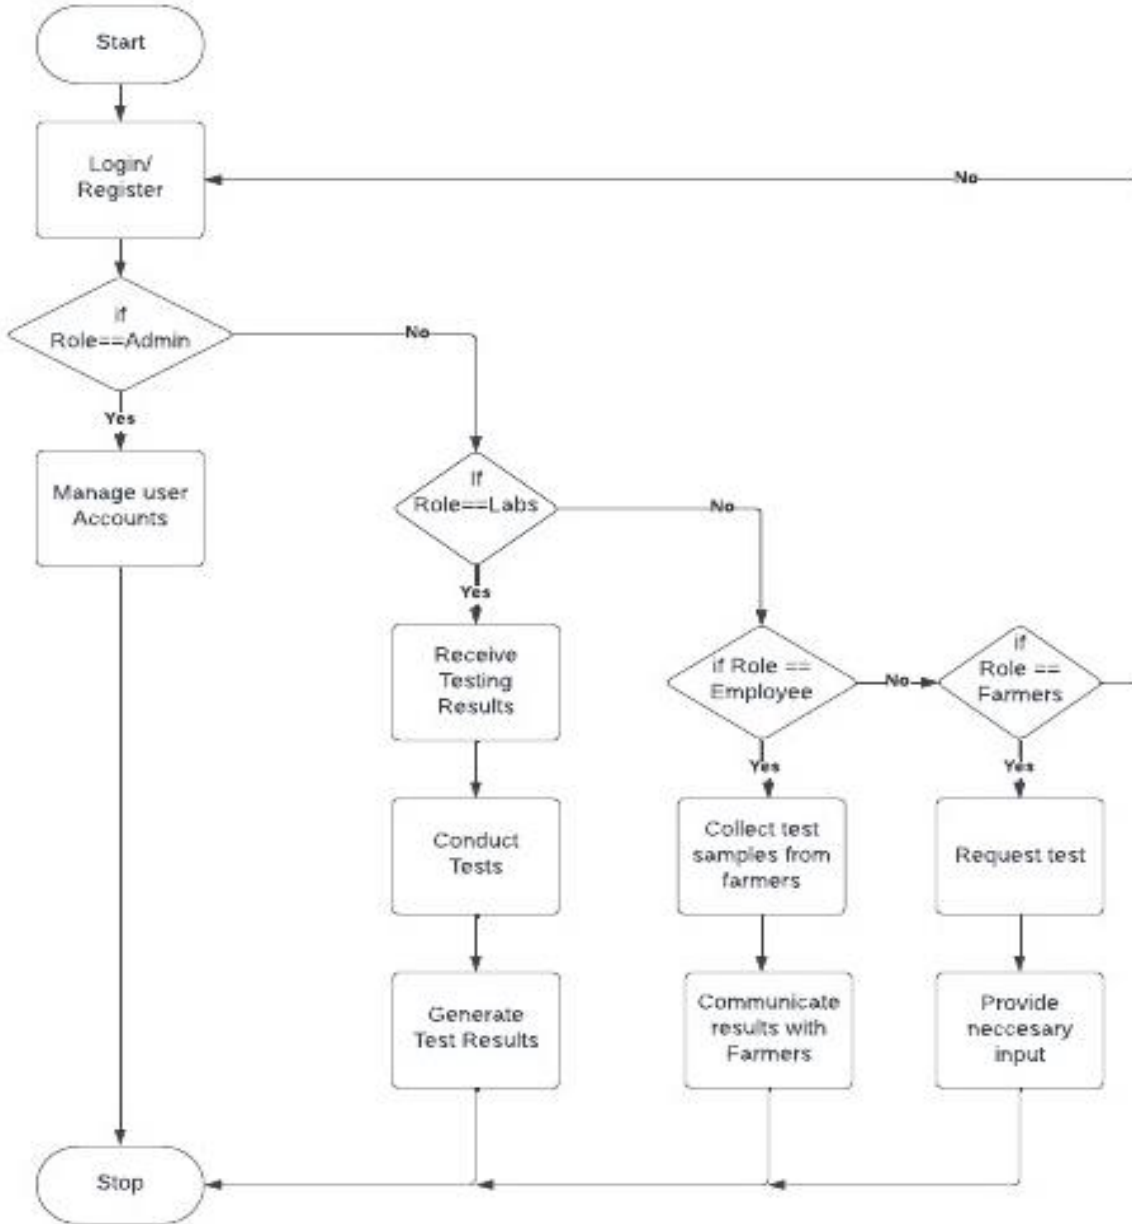 Start
Login/
Register
No
if
Role==Admin
No
Yes
Manage user
Accounts
If
Role==Labs
No
Yes
Receive
Testing
Results
if Role ==
Employee
No
if
Role ==
Farmers
Yes
Yes
Conduct
Tests
Collect test
samples from
farmers
Request test
Generate
Test Results
Communicate
results with
Farmers
Provide
neccesary
input
Stop